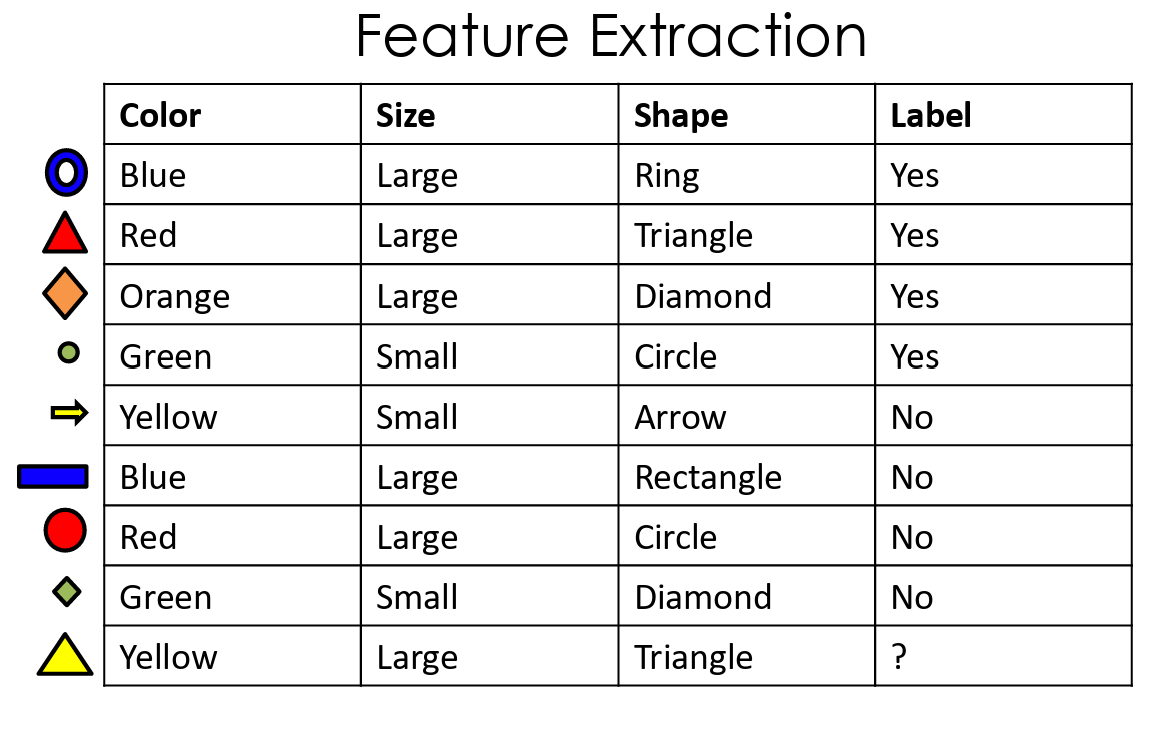 Feature Extraction
Color Size Shape Label
Blue Large Ring Yes
Red Large Triangle Yes
Orange Large Diamond Yes
Green Small Circle Yes
Yellow Small Arrow No
Blue Large Rectangle No
Red Large Circle No
Green Small Diamond No
Yellow Large Triangle ?